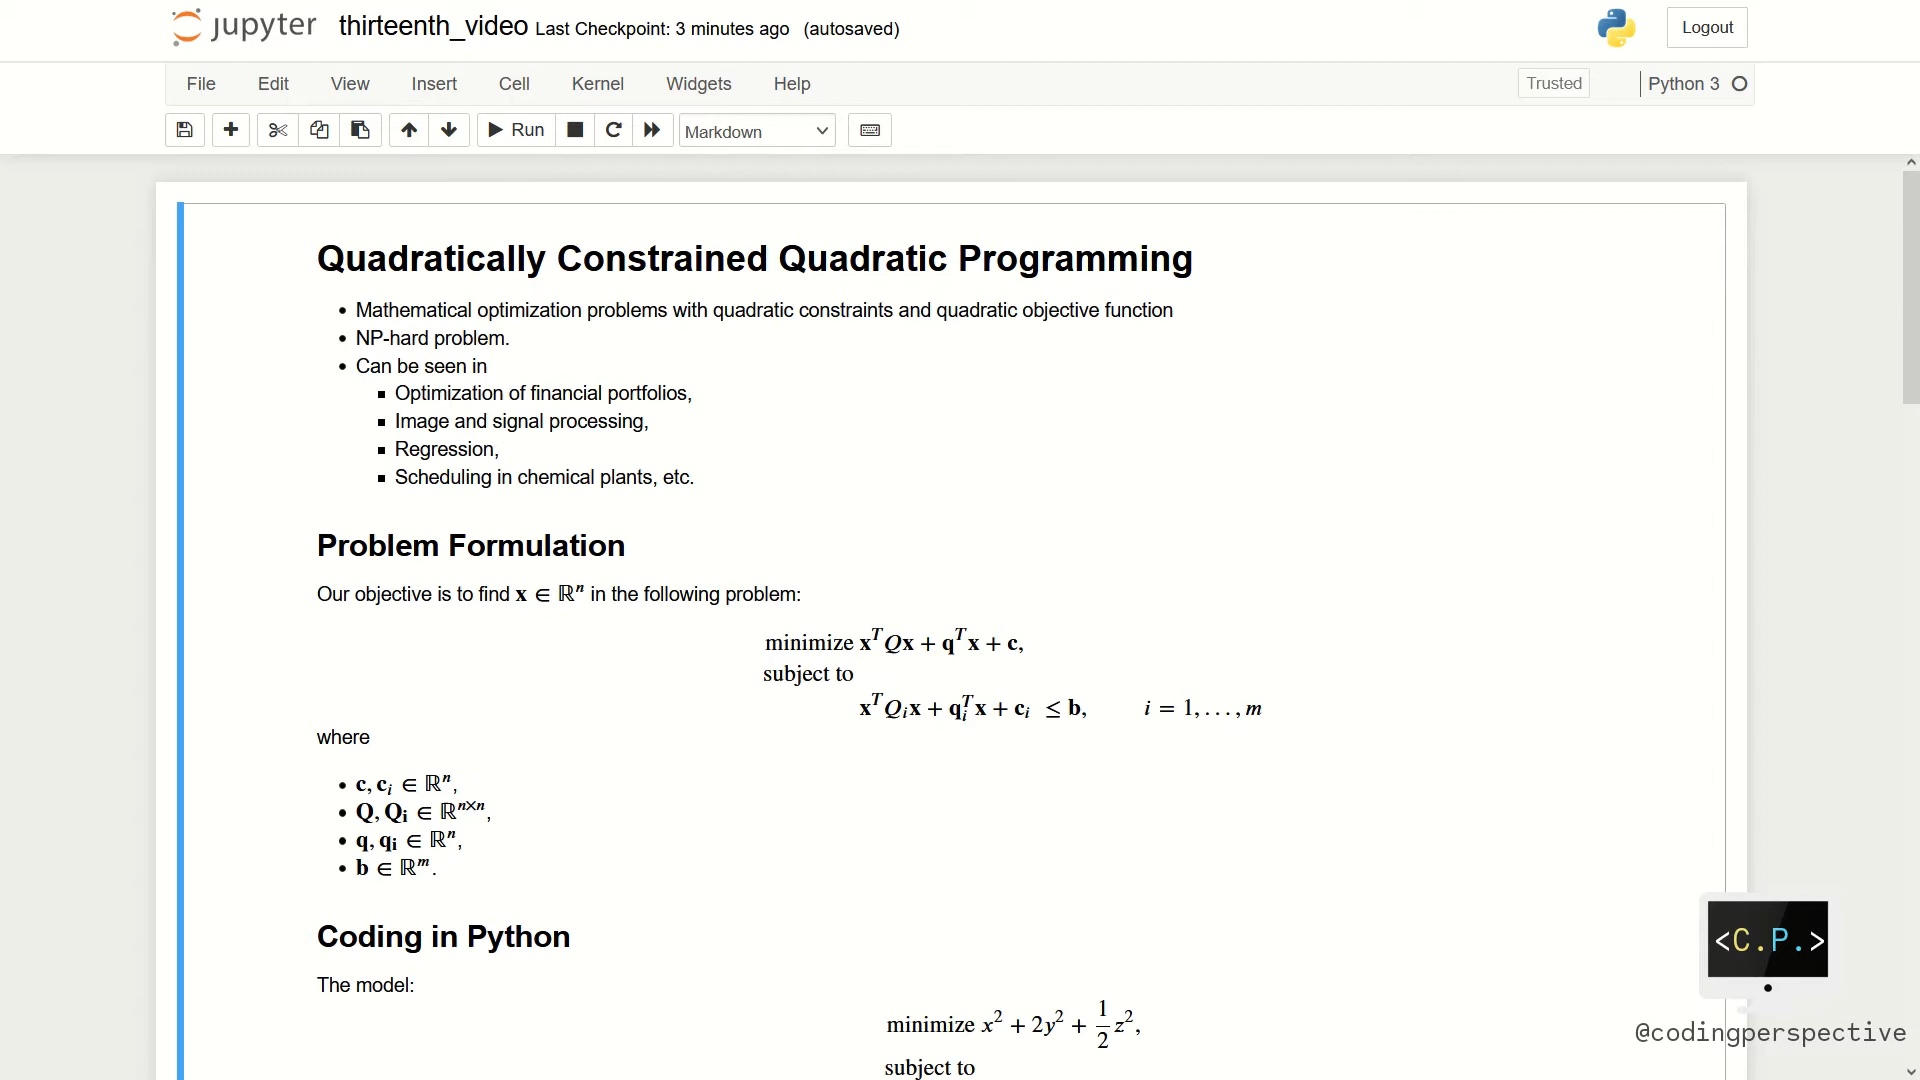 jupyter thirteenth_video Last Checkpoint: 3 minutes ago (autosaved) Logout
File Edit View Insert Cell Kernel Widgets Help Trusted Python 3
Run Markdown
Quadratically Constrained Quadratic Programming
• Mathematical optimization problems with quadratic constraints and quadratic objective function
• NP-hard problem.
• Can be seen in
▪ Optimization of financial portfolios,
▪ Image and signal processing,
▪ Regression,
▪ Scheduling in chemical plants, etc.
Problem Formulation
Our objective is to find x ∈ ℝⁿ in the following problem:
minimize xᵀQx + qᵀx + c,
subject to
xᵀQᵢx + qᵢᵀx + cᵢ ≤ b, i = 1, . . . , m
where
• c, cᵢ ∈ ℝⁿ,
• Q, Qᵢ ∈ ℝⁿˣⁿ,
• q, qᵢ ∈ ℝⁿ,
• b ∈ ℝᵐ.
Coding in Python
The model:
minimize x² + 2y² + 1/2 z²,
subject to
<C.P.>
@codingperspective